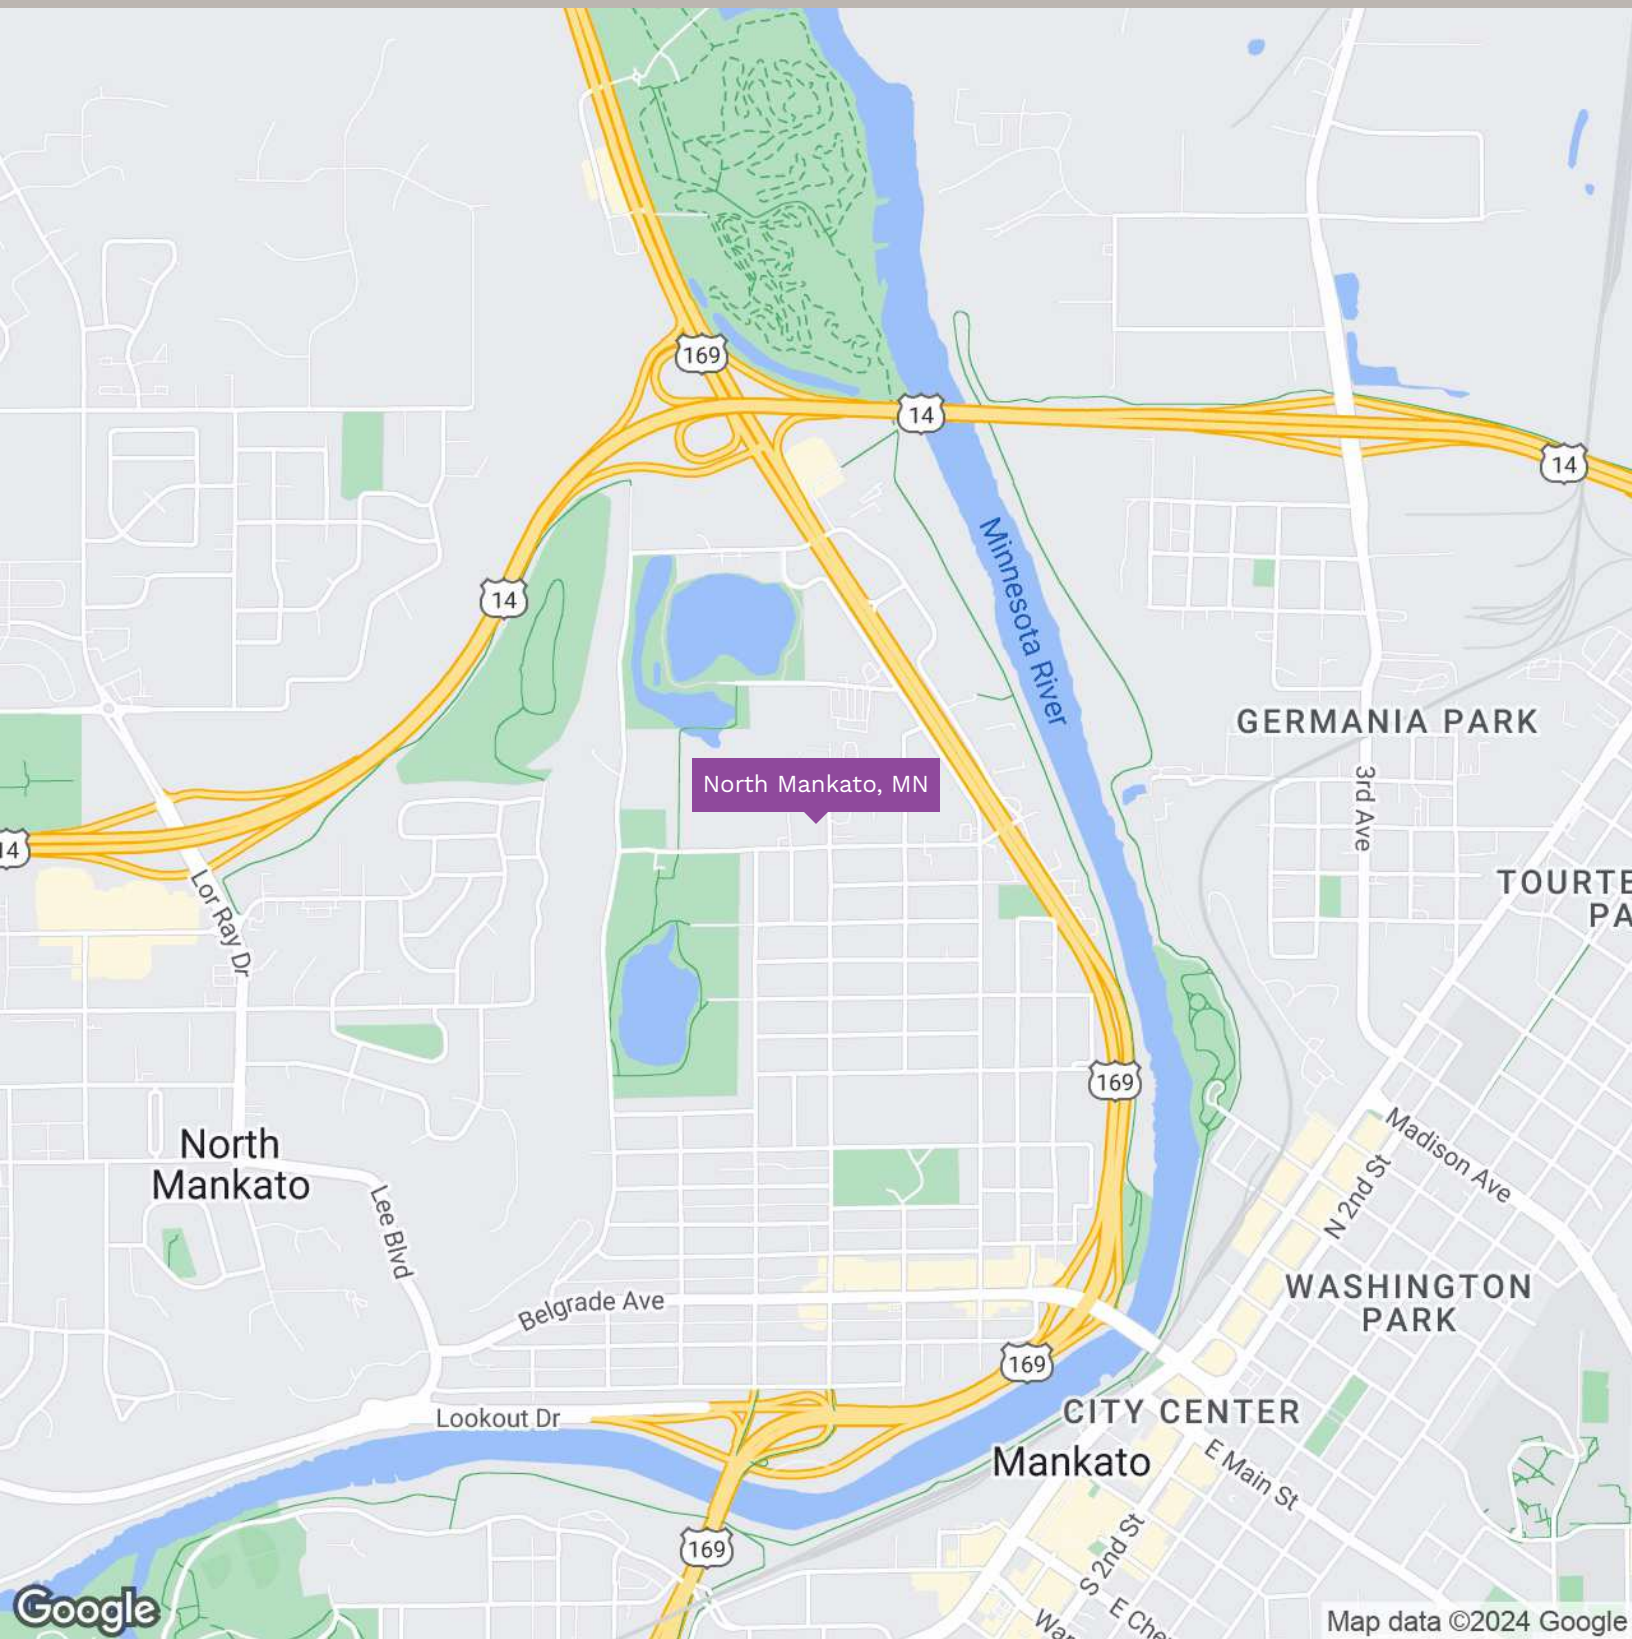 169
14
14
14
Minnesota River
GERMANIA PARK
North Mankato, MN
3rd Ave
14
Lor Ray Dr
TOURTE
PA
169
Madison Ave
North
Mankato
N 2nd St
Lee Blvd
WASHINGTON
PARK
Belgrade Ave
169
CITY CENTER
Lookout Dr
Mankato
E Main St
169
S 2nd St
E Che
War
Google
Map data ©2024 Google